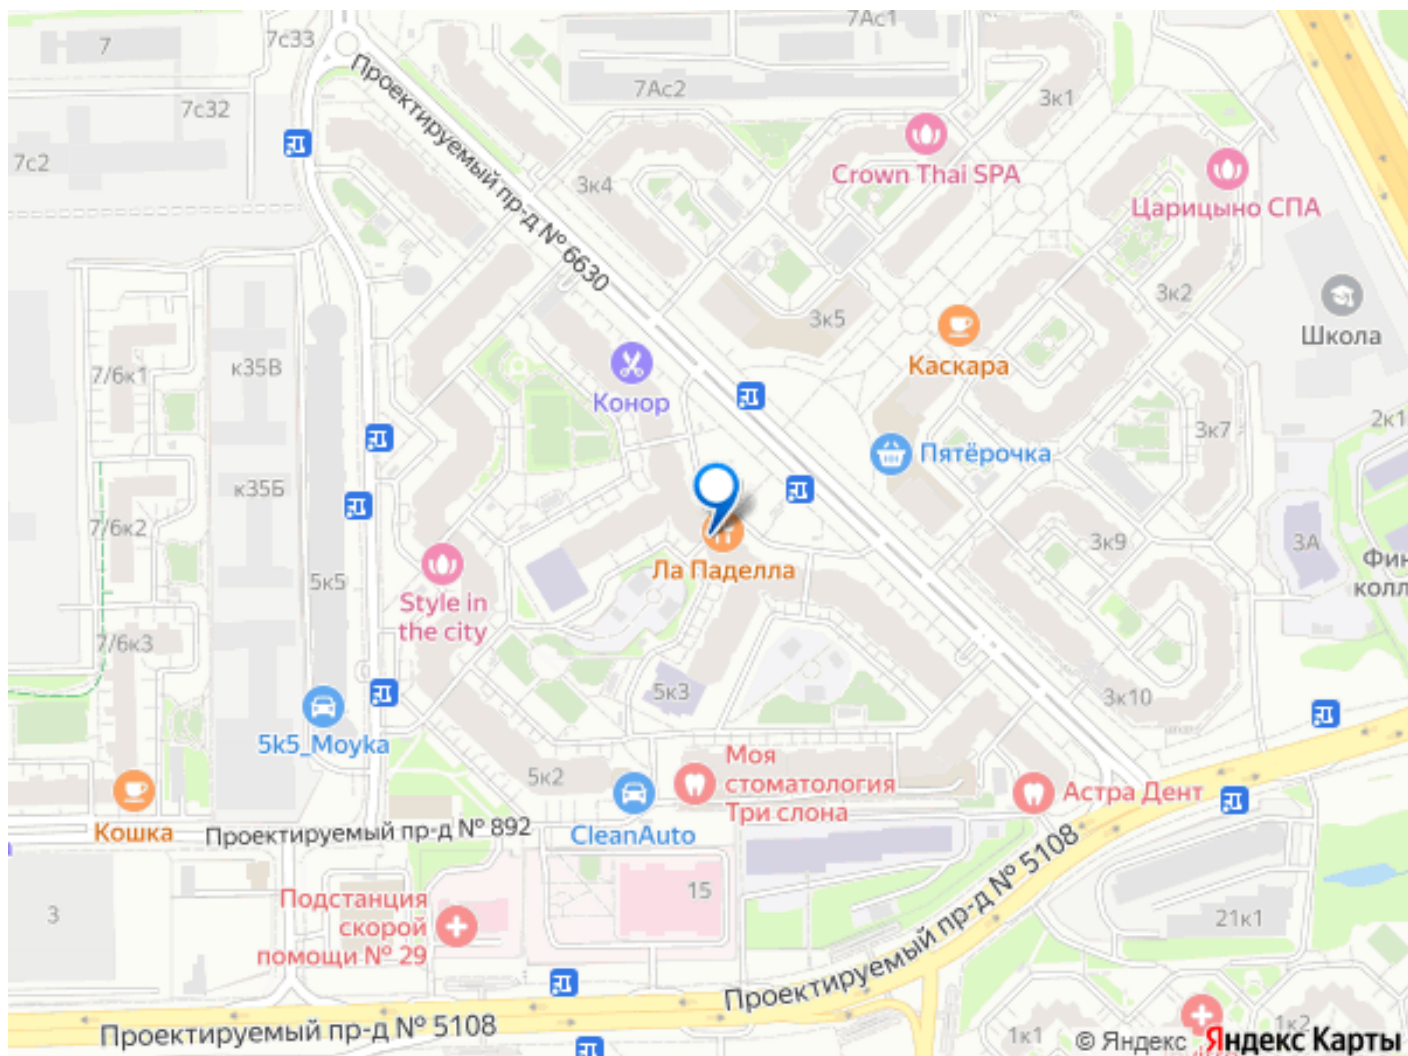 7Ас1
7
7с33
Проектируемый пр-д № 6630
7Ас2
3к1
7с32
Crown Thai SPA
7с2
3к4
Царицыно СПА
3к2
3к5
Школа
Каскара
к35В
7/6к1
Конор
2к1
3к7
Пятёрочка
к35Б
7/6к2
3к9
3А
Фин
колл
Ла Паделла
5к5
Style in
the city
7/6к3
5к3
3к10
5k5_Moyka
Моя
стоматология
Три слона
5к2
Астра Дент
Кошка
Проектируемый пр-д № 892
CleanAuto
Проектируемый пр-д № 5108
Подстанция
скорой
помощи № 29
15
3
21к1
Проектируемый пр-д № 5108
1к1
1к2
© Яндекс Яндекс Карты